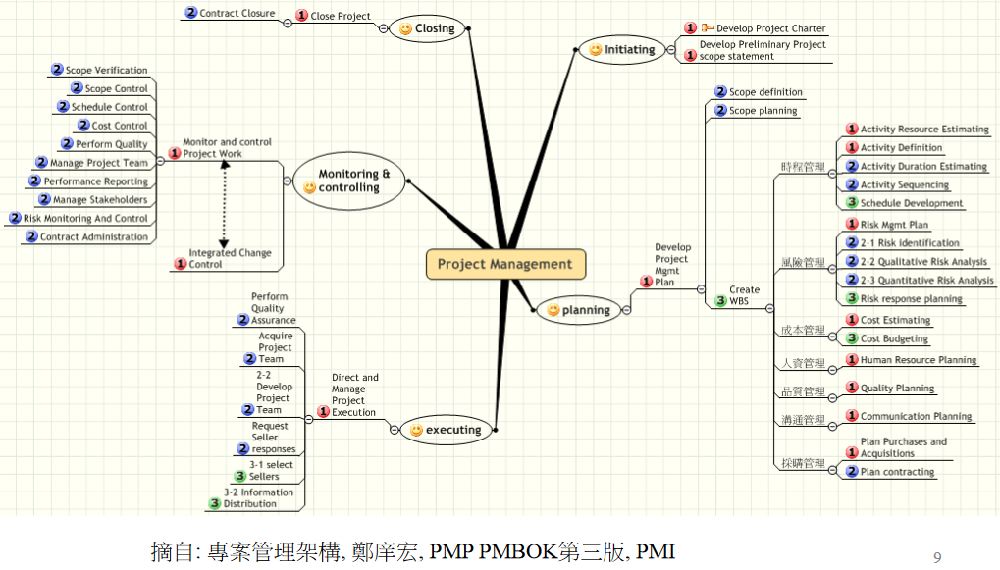 Project Management
Initiating
1 Develop Project Charter
1 Develop Preliminary Project
scope statement
planning
1 Develop
Project
Mgmt
Plan
2 Scope definition
2 Scope planning
3 Create
WBS
時程管理
1 Activity Resource Estimating
1 Activity Definition
2 Activity Duration Estimating
2 Activity Sequencing
3 Schedule Development
風險管理
1 Risk Mgmt Plan
2 2-1 Risk identification
2 2-2 Qualitative Risk Analysis
2 2-3 Quantitative Risk Analysis
3 Risk response planning
成本管理
1 Cost Estimating
3 Cost Budgeting
人資管理
1 Human Resource Planning
品質管理
1 Quality Planning
溝通管理
1 Communication Planning
採購管理
1 Plan Purchases and
Acquisitions
2 Plan contracting
executing
1 Direct and
Manage
Project
Execution
2 Perform
Quality
Assurance
2 Acquire
Project
Team
2 2-2
Develop
Project
Team
2 Request
Seller
responses
3 3-1 select
Sellers
3 3-2 Information
Distribution
Monitoring &
controlling
1 Monitor and control
Project Work
2 Scope Verification
2 Scope Control
2 Schedule Control
2 Cost Control
2 Perform Quality
2 Manage Project Team
2 Performance Reporting
2 Manage Stakeholders
2 Risk Monitoring And Control
2 Contract Administration
1 Integrated Change
Control
Closing
1 Close Project
2 Contract Closure
摘自: 專案管理架構, 鄭庠宏, PMP PMBOK第三版, PMI
9